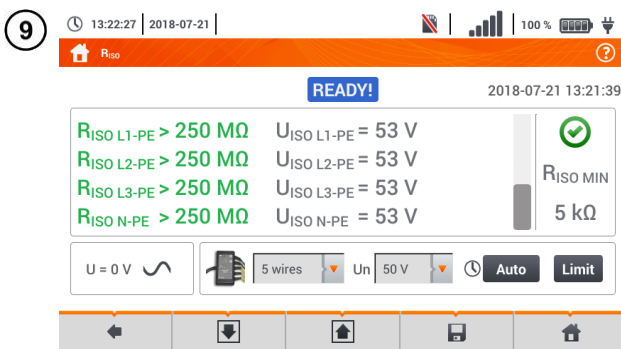 9
13:22:27 2018-07-21 100 %
RISO ?
READY! 2018-07-21 13:21:39
RISO L1-PE > 250 MΩ UISO L1-PE = 53 V
RISO L2-PE > 250 MΩ UISO L2-PE = 53 V
RISO L3-PE > 250 MΩ UISO L3-PE = 53 V
RISO N-PE > 250 MΩ UISO N-PE = 53 V
RISO MIN
5 kΩ
U = 0 V 5 wires Un 50 V Auto Limit